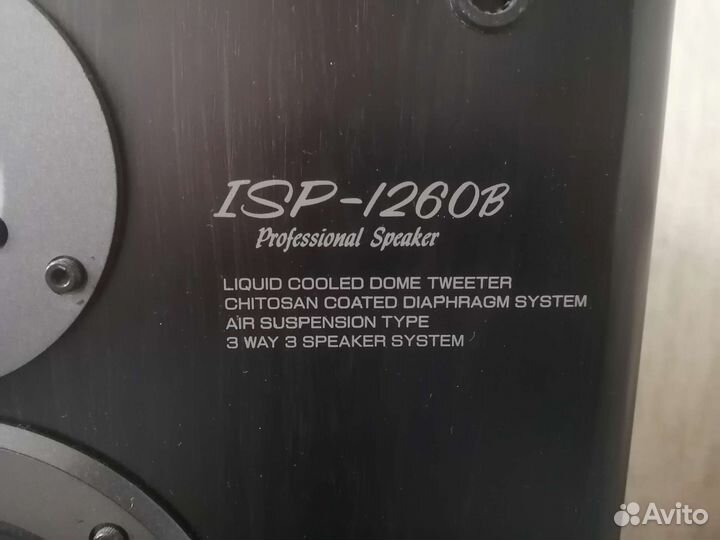 ISP-1260B
Professional Speaker
LIQUID COOLED DOME TWEETER
CHITOSAN COATED DIAPHRAGM SYSTEM
AIR SUSPENSION TYPE
3 WAY 3 SPEAKER SYSTEM
Avito